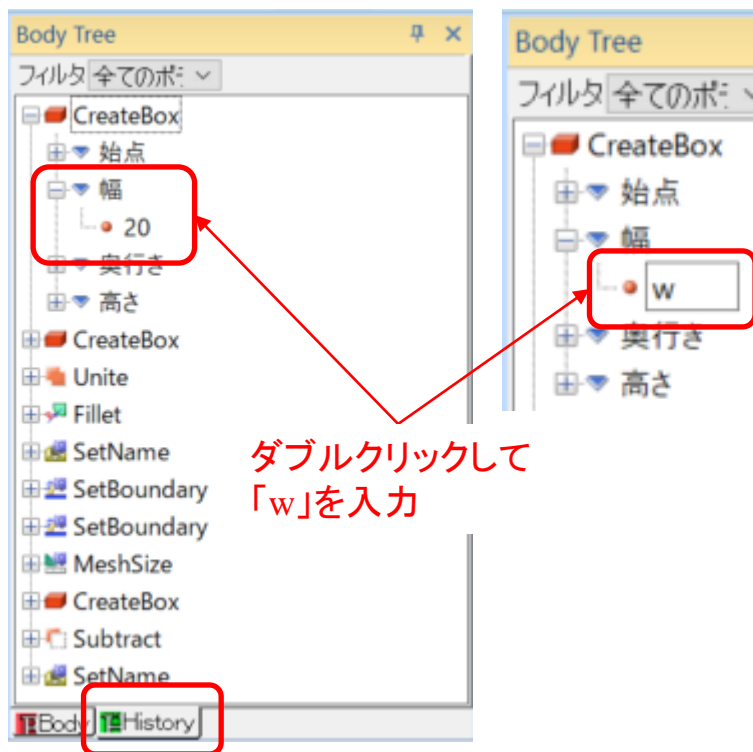 Body Tree
フィルタ 全てのボ
CreateBox
始点
幅
20
奥行き
高さ
CreateBox
Unite
Fillet
SetName
SetBoundary
SetBoundary
MeshSize
CreateBox
Subtract
SetName
Body History
Body Tree
フィルタ 全てのボ
CreateBox
始点
幅
w
奥行き
高さ
ダブルクリックして
「w」を入力